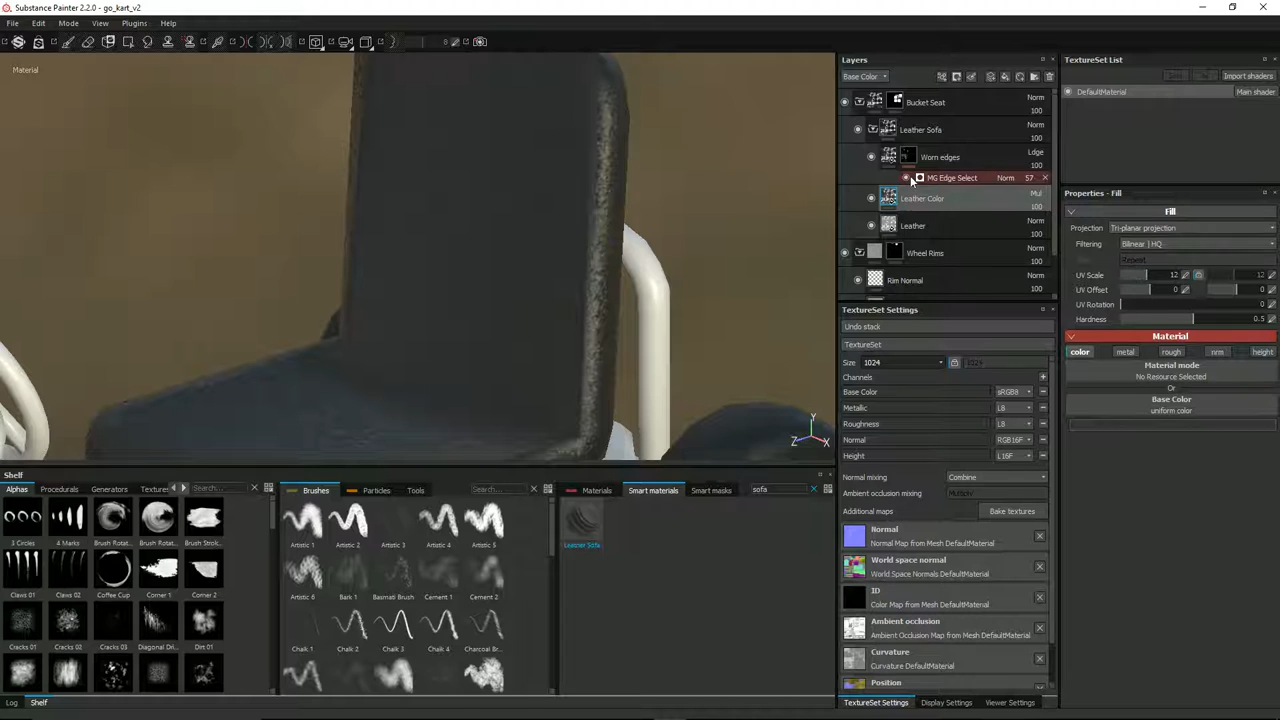 Substance Painter 2.2.0 - go_kart_v2
File Edit Mode View Plugins Help
8
Material
Y
Z X
Layers
Base Color
Bucket Seat Norm 100
Leather Sofa Norm 100
Worn edges Ldge 100
MG Edge Select Norm 57
Leather Color Mul 100
Leather Norm 100
Wheel Rims Norm 100
Rim Normal Norm 100
TextureSet Settings
Undo stack
TextureSet
Size 1024 1024
Channels
Base Color sRGB8
Metallic L8
Roughness L8
Normal RGB16F
Height L16F
Normal mixing Combine
Ambient occlusion mixing Multiply
Additional maps Bake textures
Normal
Normal Map from Mesh DefaultMaterial
World space normal
World Space Normals DefaultMaterial
ID
Color Map from Mesh DefaultMaterial
Ambient occlusion
Ambient Occlusion Map from Mesh DefaultMaterial
Curvature
Curvature DefaultMaterial
Position
TextureSet Settings Display Settings Viewer Settings
TextureSet List
Import shaders
DefaultMaterial Main shader
Properties - Fill
Fill
Projection Tri-planar projection
Filtering Bilinear | HQ
Repeat
UV Scale 12 12
UV Offset 0 0
UV Rotation 0
Hardness 0.5
Material
color metal rough nrm height
Material mode
No Resource Selected
Or
Base Color
uniform color
Shelf
Alphas Procedurals Generators Textures Search...
3 Circles 4 Marks Brush Rotat... Brush Rotat... Brush Strok...
Claws 01 Claws 02 Coffee Cup Corner 1 Corner 2
Cracks 01 Cracks 02 Cracks 03 Diagonal Dri... Dirt 01
Brushes Particles Tools Search...
Artistic 1 Artistic 2 Artistic 3 Artistic 4 Artistic 5
Artistic 6 Bark 1 Basmati Brush Cement 1 Cement 2
Chalk 1 Chalk 2 Chalk 3 Chalk 4 Charcoal Br...
Materials Smart materials Smart masks sofa
Leather Sofa
Log Shelf